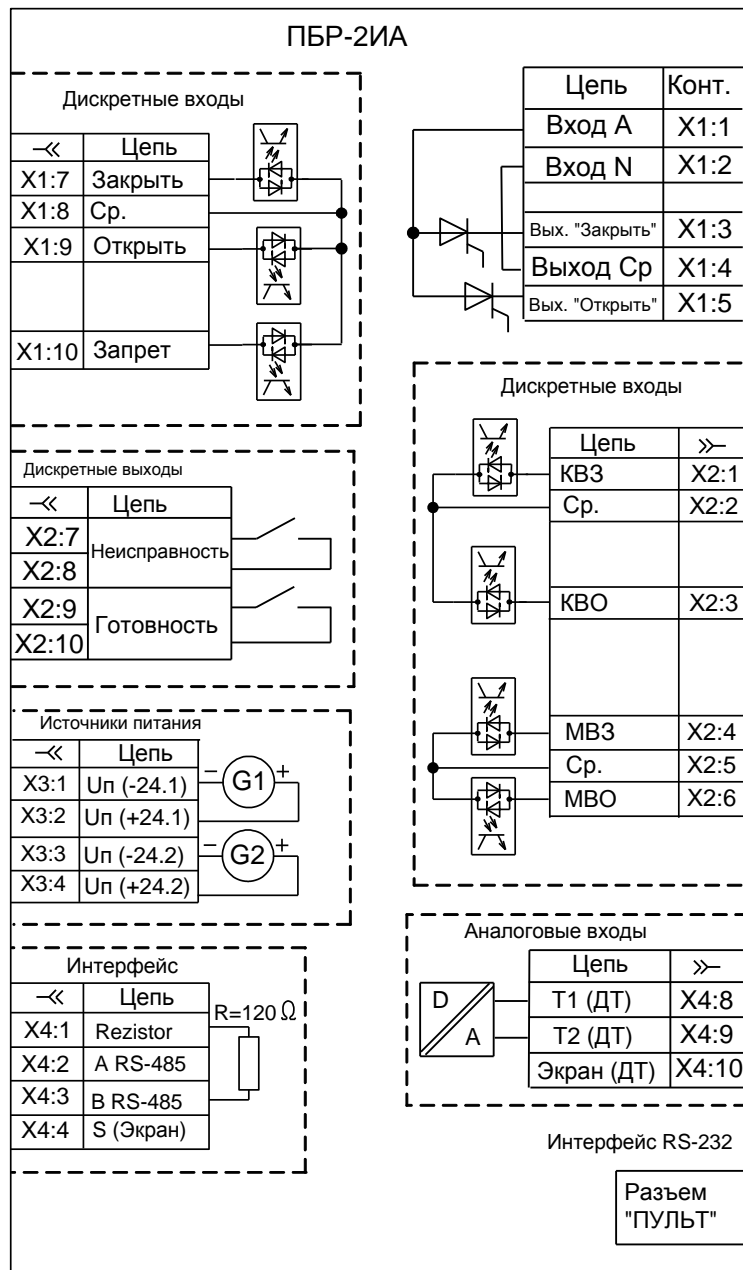 ПБР-2ИА
Дискретные входы
Цепь
X1:7 Закрыть
X1:8 Ср.
X1:9 Открыть
X1:10 Запрет
Дискретные выходы
Цепь
X2:7
Неисправность
X2:8
X2:9
Готовность
X2:10
Источники питания
Цепь
X3:1 Uп (-24.1) − G1 +
X3:2 Uп (+24.1)
X3:3 Uп (-24.2) − G2 +
X3:4 Uп (+24.2)
Интерфейс
Цепь
R=120 Ω
X4:1 Rezistor
X4:2 A RS-485
X4:3 B RS-485
X4:4 S (Экран)
Цепь Конт.
Вход А X1:1
Вход N X1:2
Вых. "Закрыть" X1:3
Выход Ср X1:4
Вых. "Открыть" X1:5
Дискретные входы
Цепь
КВЗ X2:1
Ср. X2:2
КВО X2:3
МВЗ X2:4
Ср. X2:5
МВО X2:6
Аналоговые входы
Цепь
D
A
Т1 (ДТ) X4:8
Т2 (ДТ) X4:9
Экран (ДТ) X4:10
Интерфейс RS-232
Разъем
"ПУЛЬТ"